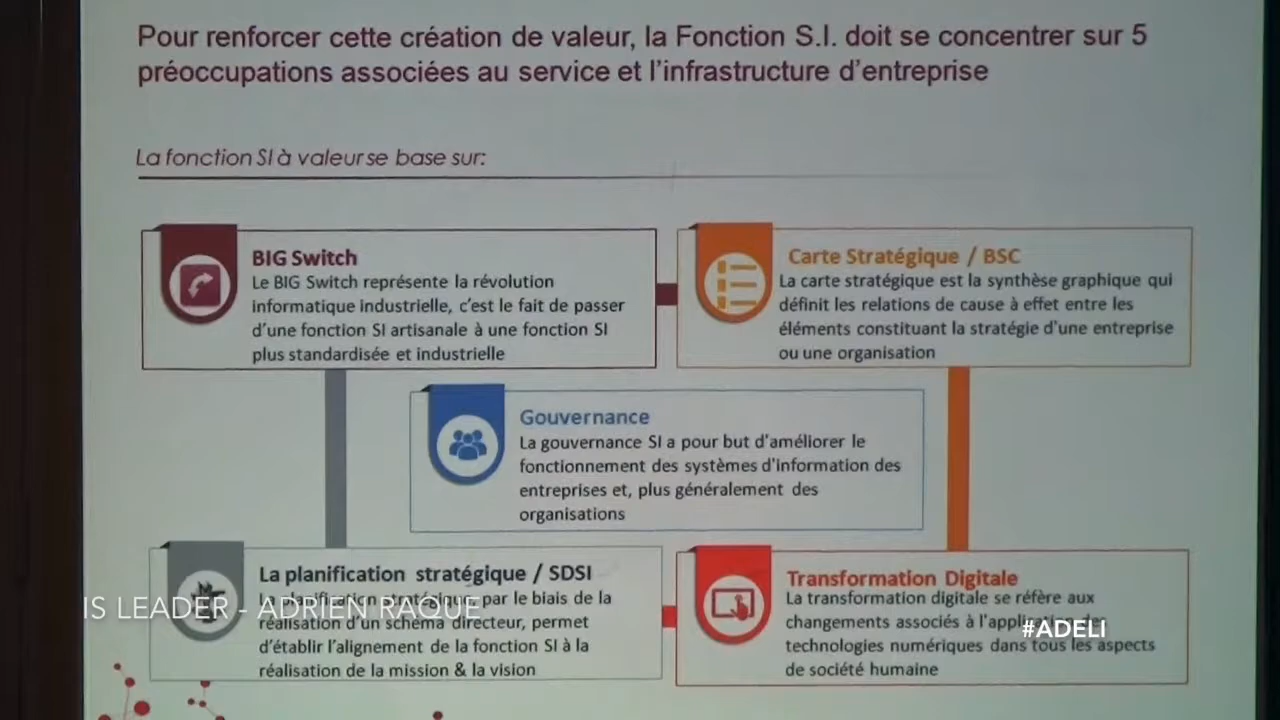 Pour renforcer cette création de valeur, la Fonction S.I. doit se concentrer sur 5
préoccupations associées au service et l'infrastructure d'entreprise
La fonction SI à valeur se base sur:
BIG Switch
Le BIG Switch représente la révolution
informatique industrielle, c'est le fait de passer
d'une fonction SI artisanale à une fonction SI
plus standardisée et industrielle
Carte Stratégique / BSC
La carte stratégique est la synthèse graphique qui
définit les relations de cause à effet entre les
éléments constituant la stratégie d'une entreprise
ou une organisation
Gouvernance
La gouvernance SI a pour but d'améliorer le
fonctionnement des systèmes d'information des
entreprises et, plus généralement des
organisations
La planification stratégique / SDSI
La planification stratégique par le biais de la
réalisation d'un schéma directeur, permet
d'établir l'alignement de la fonction SI à la
réalisation de la mission & la vision
Transformation Digitale
La transformation digitale se réfère aux
changements associés à
technologies numériques dans tous les aspects
de société humaine
IS LEADER - ADRIEN RAQUE
#ADELI